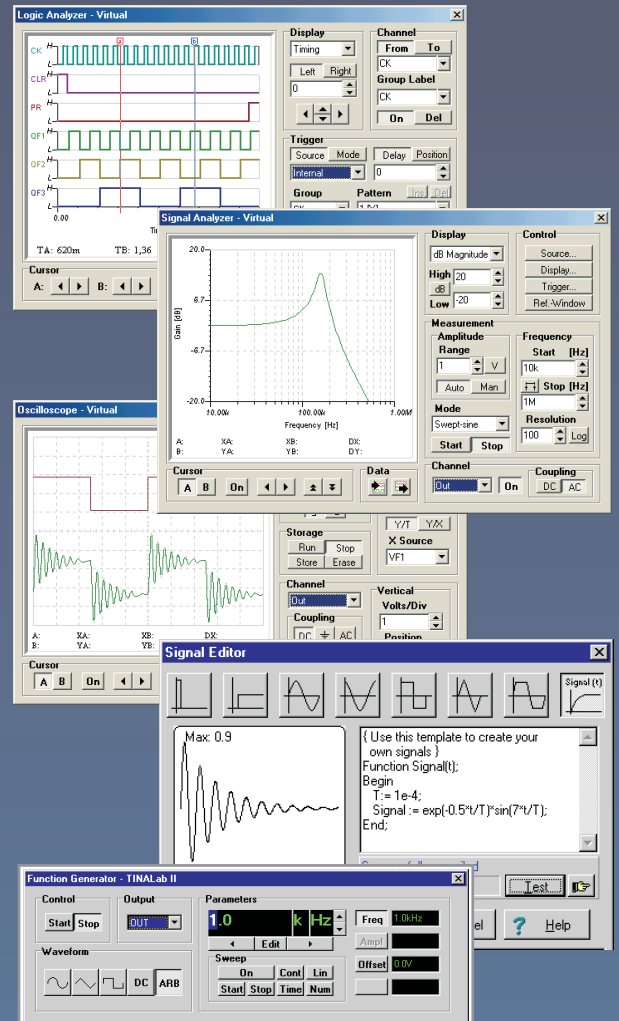 Logic Analyzer - Virtual
Display
Channel
Timing
From To
CK
Left Right
Group Label
0
CK
On Del
CK H L
CLR H L
PR H L
QF1 H L
QF2 H L
QF3 H L
a b
0.00
TA: 620m TB: 1,36
Trigger
Source Mode Delay Position
Internal 0
Group Pattern Ins Del
Cursor
A: B:
Signal Analyzer - Virtual
20.0
6.7
-6.7
-20.0
Gain [dB]
10.00k 100.00k 1.00M
Frequency [Hz]
A: XA: XB: DX:
B: YA: YB: DY:
Cursor
A B On
Data
Display
dB Magnitude
High 20
dB
Low -20
Control
Source...
Display...
Trigger...
Ref.-Window
Measurement
Amplitude
Range
1 V
Auto Man
Mode
Swept-sine
Start Stop
Frequency
Start [Hz]
10k
Stop [Hz]
1M
Resolution
100 Log
Channel
Out On
Coupling
DC AC
Oscilloscope - Virtual
A: XA: XB: DX:
B: YA: YB:
Cursor
A B On
Storage
Run Stop
Store Erase
Y/T Y/X
X Source
VF1
Channel
Out
Coupling
DC AC
Vertical
Volts/Div
1
Position
Signal Editor
Signal (t)
Max: 0.9
{ Use this template to create your
own signals }
Function Signal(t);
Begin
T:= 1e-4;
Signal := exp(-0.5*t/T)*sin(7*t/T);
End;
Test
? Help
Function Generator - TINALab II
Control
Start Stop
Output
OUT
Waveform
DC ARB
Parameters
1.0 k Hz
Edit
Sweep
On Cont Lin
Start Stop Time Num
Freq 1.0kHz
Ampl
Offset 0.0V